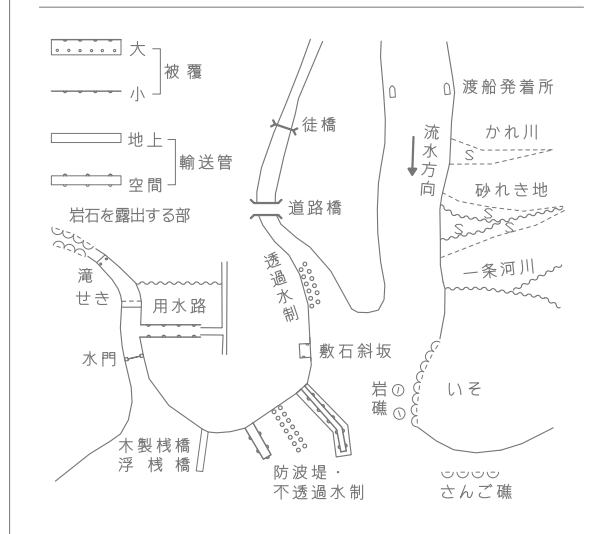 大
被覆
小
地上
輸送管
空間
岩石を露出する部
滝
せき
用水路
水門
木製桟橋
浮桟橋
徒橋
道路橋
透過水制
敷石斜坂
防波堤・
不透過水制
流水方向
渡船発着所
かれ川
S
砂れき地
S
S
S
一条河川
岩礁
いそ
さんご礁